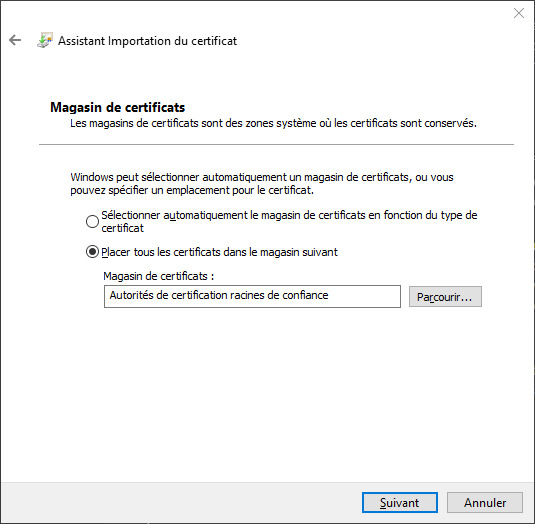 Assistant Importation du certificat
Magasin de certificats
Les magasins de certificats sont des zones système où les certificats sont conservés.
Windows peut sélectionner automatiquement un magasin de certificats, ou vous
pouvez spécifier un emplacement pour le certificat.
Sélectionner automatiquement le magasin de certificats en fonction du type de
certificat
Placer tous les certificats dans le magasin suivant
Magasin de certificats :
Autorités de certification racines de confiance
Parcourir...
Suivant
Annuler